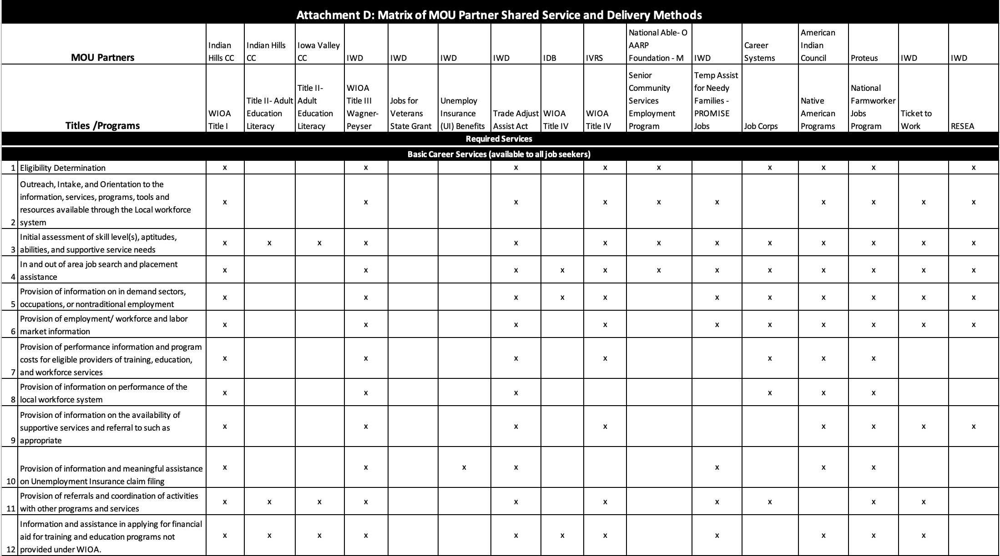 Attachment D: Matrix of MOU Partner Shared Service and Delivery Methods
MOU Partners
Indian
Hills CC
Indian Hills
CC
Iowa Valley
CC
IWD
IWD
IWD
IWD
IDB
IVRS
National Able- O
AARP
Foundation - M
IWD
Career
Systems
American
Indian
Council
Proteus
IWD
IWD
Titles /Programs
WIOA
Title I
Title II- Adult
Education
Literacy
Title II-
Adult
Education
Literacy
WIOA
Title III
Wagner-
Peyser
Jobs for
Veterans
State Grant
Unemploy
Insurance
(UI) Benefits
Trade Adjust
Assist Act
WIOA
Title IV
WIOA
Title IV
Senior
Community
Services
Employment
Program
Temp Assist
for Needy
Families -
PROMISE
Jobs
Job Corps
Native
American
Programs
National
Farmworker
Jobs
Program
Ticket to
Work
RESEA
Required Services
Basic Career Services (available to all job seekers)
1 Eligibility Determination x x x x x x x x x
Outreach, Intake, and Orientation to the
information, services, programs, tools and
resources available through the Local workforce
2 system x x x x x x x x x x
Initial assessment of skill level(s), aptitudes,
3 abilities, and supportive service needs x x x x x x x x x x x x x
In and out of area job search and placement
4 assistance x x x x x x x x x x x x
Provision of information on in demand sectors,
5 occupations, or nontraditional employment x x x x x x x x x x x
Provision of employment/ workforce and labor
6 market information x x x x x x x x x x
Provision of performance information and program
costs for eligible providers of training, education,
7 and workforce services x x x x x x x
Provision of information on performance of the
8 local workforce system x x x x x x
Provision of information on the availability of
supportive services and referral to such as
9 appropriate x x x x x x x x
Provision of information and meaningful assistance
10 on Unemployment Insurance claim filing x x x x x x x
Provision of referrals and coordination of activities
11 with other programs and services x x x x x x x x x x
Information and assistance in applying for financial
aid for training and education programs not
12 provided under WIOA. x x x x x x x x x x x